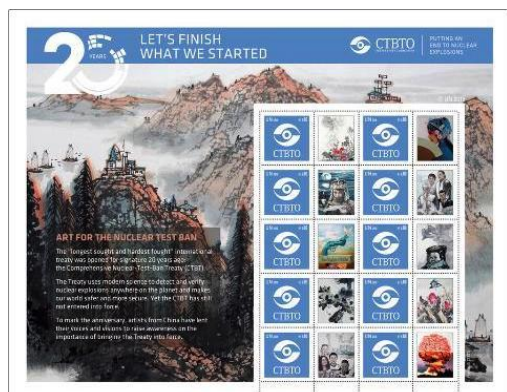 20
YEARS
LET'S FINISH
WHAT WE STARTED
CTBTO
PUTTING AN
END TO NUCLEAR
EXPLOSIONS
CTBTO
CTBTO
CTBTO
CTBTO
CTBTO
CTBTO
CTBTO
CTBTO
CTBTO
CTBTO
ART FOR THE NUCLEAR TEST BAN
The "longest sought and hardest fought" international
treaty was opened for signature 20 years ago:
the Comprehensive Nuclear-Test-Ban Treaty (CTBT).
The Treaty uses modern science to detect and verify
nuclear explosions anywhere on the planet and makes
our world safer and more secure. Yet the CTBT has still
not entered into force.
To mark the anniversary, artists from China have lent
their voices and visions to raise awareness on the
importance of bringing the Treaty into force.